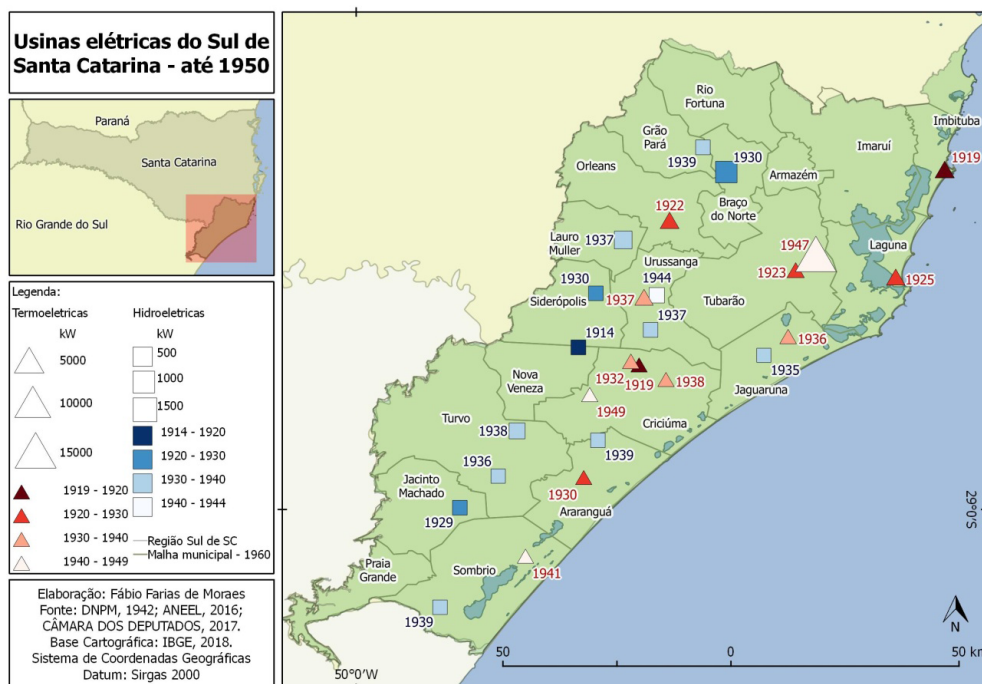 Usinas elétricas do Sul de
Santa Catarina - até 1950
Paraná
Santa Catarina
Rio Grande do Sul
Legenda:
Termoeletricas
kW
5000
10000
15000
1919 - 1920
1920 - 1930
1930 - 1940
1940 - 1949
Hidroeletricas
kW
500
1000
1500
1914 - 1920
1920 - 1930
1930 - 1940
1940 - 1944
Região Sul de SC
Malha municipal - 1960
Elaboração: Fábio Farias de Moraes
Fonte: DNPM, 1942; ANEEL, 2016;
CÂMARA DOS DEPUTADOS, 2017.
Base Cartográfica: IBGE, 2018.
Sistema de Coordenadas Geográficas
Datum: Sirgas 2000
Rio
Fortuna
Imbituba
Grão
Pará
Imaruí
1939
1930
1919
Orleans
Armazém
Braço
do Norte
1922
Lauro
Muller
1937
1947
Laguna
Urussanga
1923
1925
1930
1944
Siderópolis
1937
Tubarão
1937
1914
1936
1935
Nova
Veneza
1932
1919
1938
Jaguaruna
1949
Criciúma
Turvo
1938
1939
1936
Jacinto
Machado
1930
Araranguá
1929
29°0'S
Praia
Grande
Sombrio
1941
1939
N
50
0
50 km
50°0'W